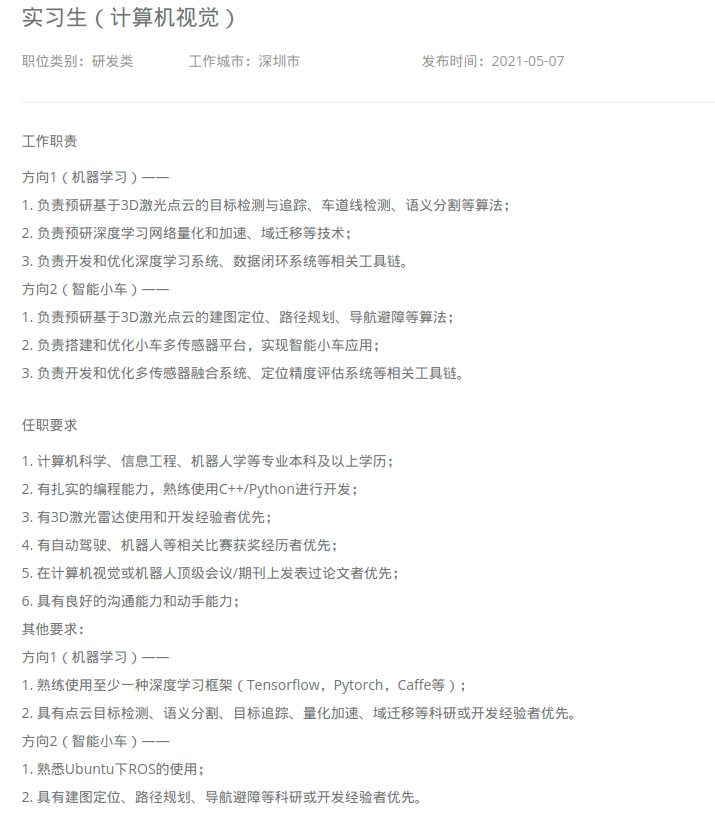 实习生（计算机视觉）
职位类别：研发类 工作城市：深圳市 发布时间：2021-05-07
工作职责
方向1（机器学习）——
1. 负责预研基于3D激光点云的目标检测与追踪、车道线检测、语义分割等算法；
2. 负责预研深度学习网络量化和加速、域迁移等技术；
3. 负责开发和优化深度学习系统、数据闭环系统等相关工具链。
方向2（智能小车）——
1. 负责预研基于3D激光点云的建图定位、路径规划、导航避障等算法；
2. 负责搭建和优化小车多传感器平台，实现智能小车应用；
3. 负责开发和优化多传感器融合系统、定位精度评估系统等相关工具链。
任职要求
1. 计算机科学、信息工程、机器人学等专业本科及以上学历；
2. 有扎实的编程能力，熟练使用C++/Python进行开发；
3. 有3D激光雷达使用和开发经验者优先；
4. 有自动驾驶、机器人等相关比赛获奖经历者优先；
5. 在计算机视觉或机器人顶级会议/期刊上发表过论文者优先；
6. 具有良好的沟通能力和动手能力；
其他要求：
方向1（机器学习）——
1. 熟练使用至少一种深度学习框架（Tensorflow，Pytorch，Caffe等）；
2. 具有点云目标检测、语义分割、目标追踪、量化加速、域迁移等科研或开发经验者优先。
方向2（智能小车）——
1. 熟悉Ubuntu下ROS的使用；
2. 具有建图定位、路径规划、导航避障等科研或开发经验者优先。